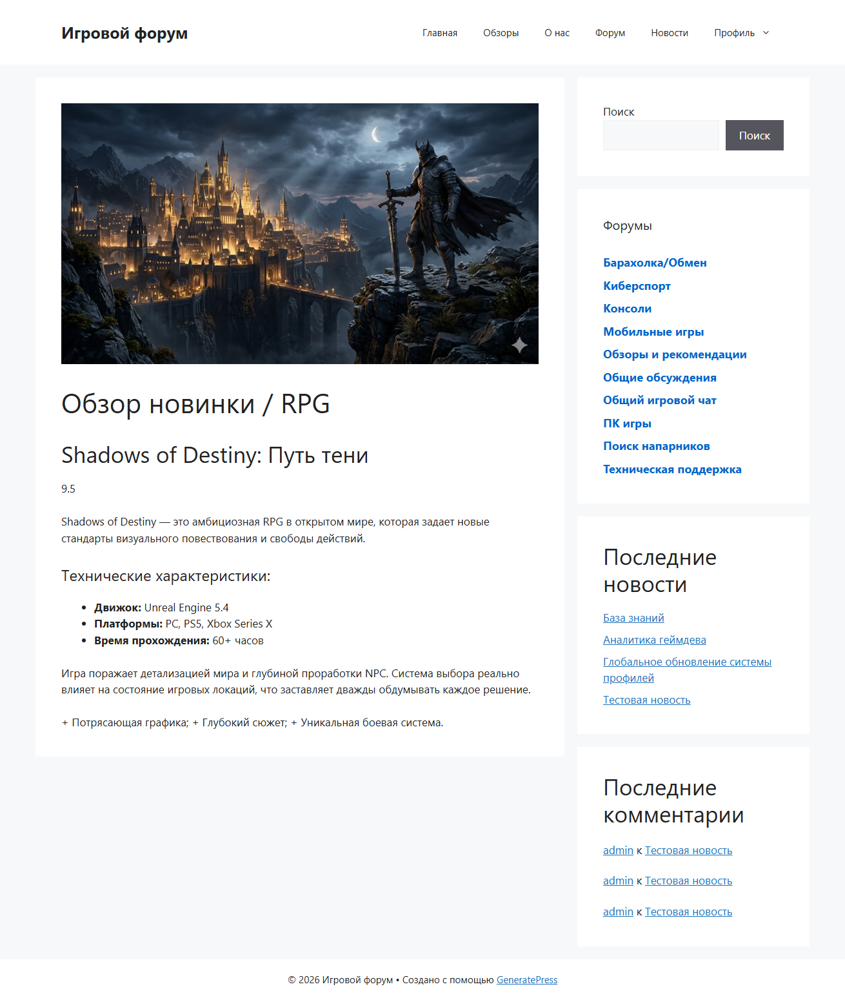 Игровой форум
Главная
Обзоры
О нас
Форум
Новости
Профиль
Обзор новинки / RPG
Shadows of Destiny: Путь тени
9.5
Shadows of Destiny — это амбициозная RPG в открытом мире, которая задает новые
стандарты визуального повествования и свободы действий.
Технические характеристики:
• Движок: Unreal Engine 5.4
• Платформы: PC, PS5, Xbox Series X
• Время прохождения: 60+ часов
Игра поражает детализацией мира и глубиной проработки NPC. Система выбора реально
влияет на состояние игровых локаций, что заставляет дважды обдумывать каждое решение.
+ Потрясающая графика; + Глубокий сюжет; + Уникальная боевая система.
Поиск
Поиск
Форумы
Барахолка/Обмен
Киберспорт
Консоли
Мобильные игры
Обзоры и рекомендации
Общие обсуждения
Общий игровой чат
ПК игры
Поиск напарников
Техническая поддержка
Последние
новости
База знаний
Аналитика геймдева
Глобальное обновление системы
профилей
Тестовая новость
Последние
комментарии
admin к Тестовая новость
admin к Тестовая новость
admin к Тестовая новость
© 2026 Игровой форум • Создано с помощью GeneratePress